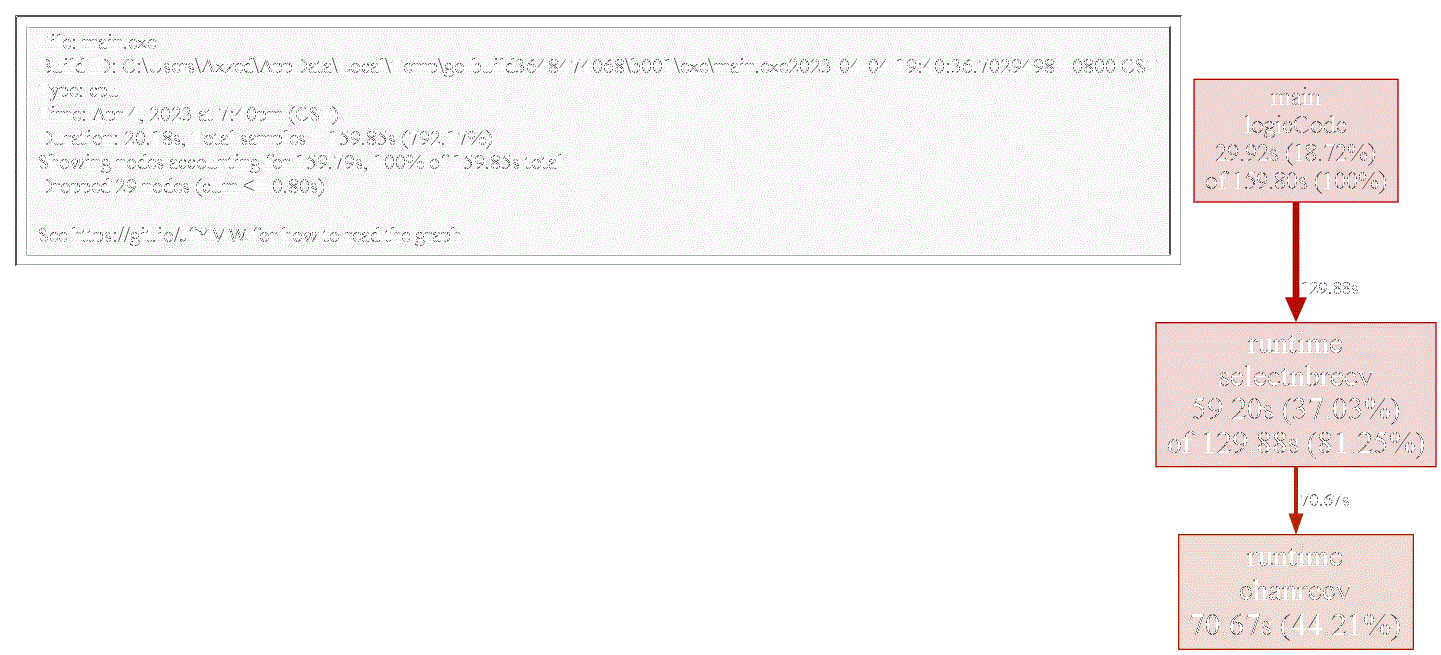 File: main.exe
Build ID: C:\Users\Axzed\AppData\Local\Temp\go-build3648474068\b001\exe\main.exe2023-04-04 19:40:36.7029498 +0800 CST
Type: cpu
Time: Apr 4, 2023 at 7:40pm (CST)
Duration: 20.18s, Total samples = 159.85s (792.17%)
Showing nodes accounting for 159.79s, 100% of 159.85s total
Dropped 29 nodes (cum <= 0.80s)
See https://git.io/JfYMW for how to read the graph
main
logicCode
29.92s (18.72%)
of 159.80s (100%)
129.88s
runtime
selectnbrecv
59.20s (37.03%)
of 129.88s (81.25%)
70.67s
runtime
chanrecv
70.67s (44.21%)